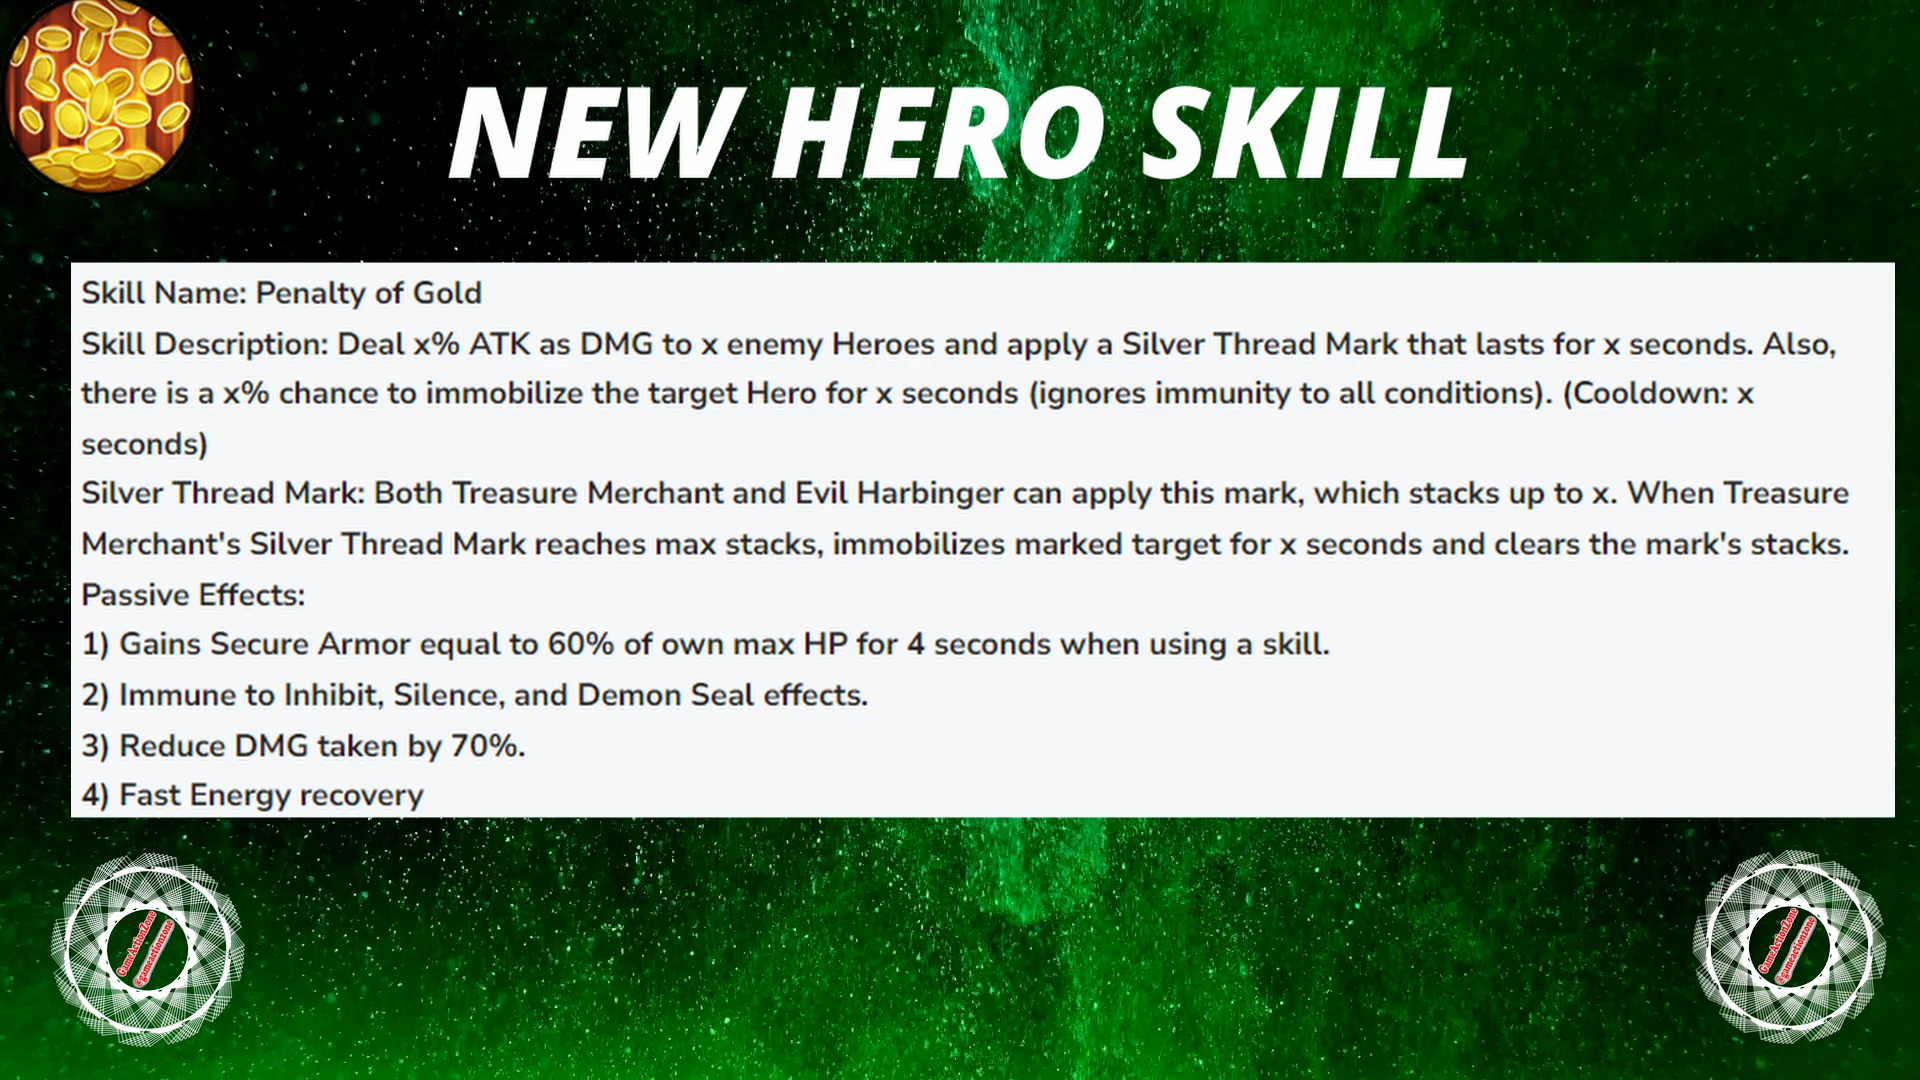 NEW HERO SKILL
Skill Name: Penalty of Gold
Skill Description: Deal x% ATK as DMG to x enemy Heroes and apply a Silver Thread Mark that lasts for x seconds. Also,
there is a x% chance to immobilize the target Hero for x seconds (ignores immunity to all conditions). (Cooldown: x
seconds)
Silver Thread Mark: Both Treasure Merchant and Evil Harbinger can apply this mark, which stacks up to x. When Treasure
Merchant's Silver Thread Mark reaches max stacks, immobilizes marked target for x seconds and clears the mark's stacks.
Passive Effects:
1) Gains Secure Armor equal to 60% of own max HP for 4 seconds when using a skill.
2) Immune to Inhibit, Silence, and Demon Seal effects.
3) Reduce DMG taken by 70%.
4) Fast Energy recovery
GameActionZone
@gameactionzone
GameActionZone
@gameactionzone